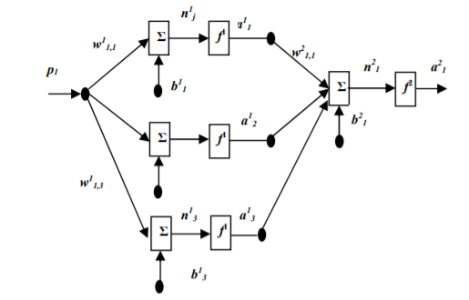 n¹ⱼ a¹₁
w¹₁,₁ Σ f¹ w²₁,₁
p₁ b¹₁ n²₁ a²₁
Σ f²
a¹₂ b²₁
Σ f¹
w¹₁,₃
n¹₃ a¹₃
Σ f¹
b¹₃